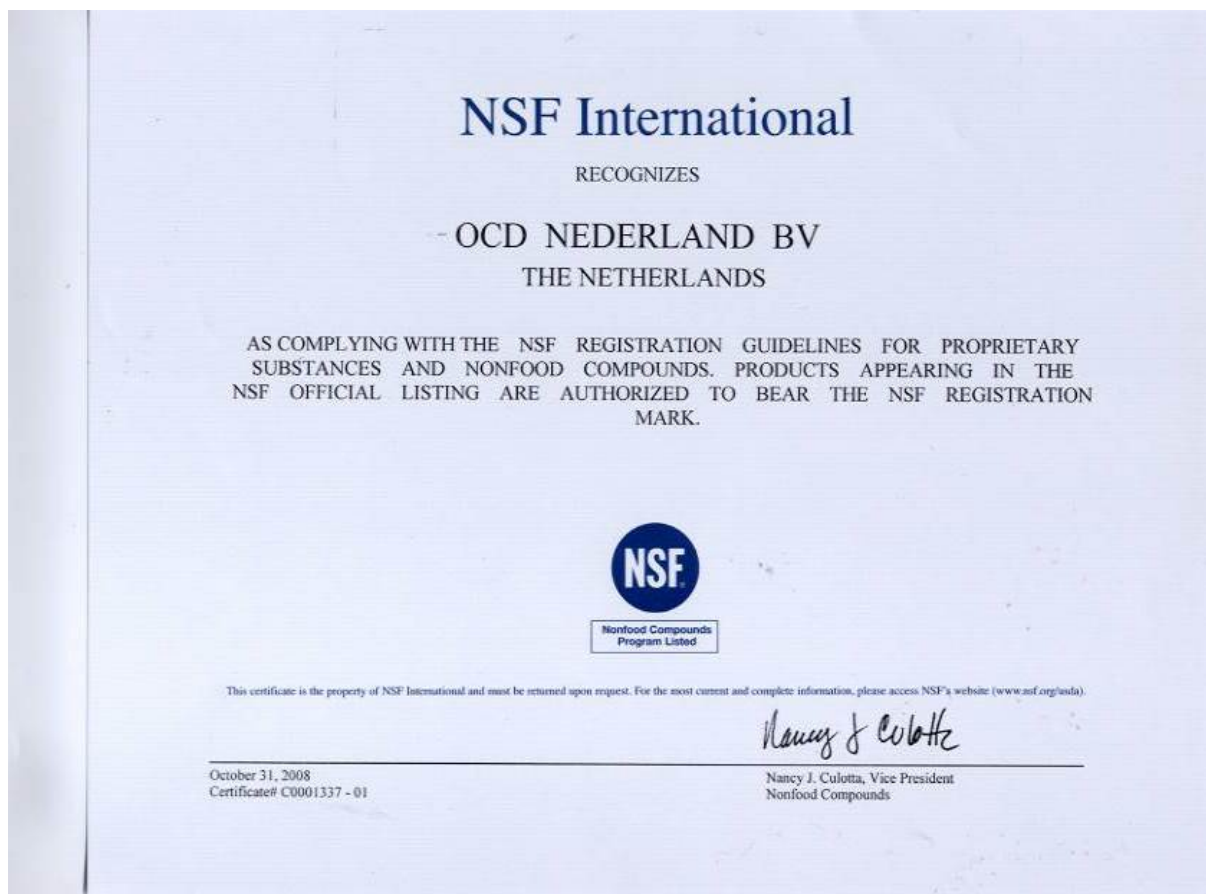 NSF International
RECOGNIZES
OCD NEDERLAND BV
THE NETHERLANDS
AS COMPLYING WITH THE NSF REGISTRATION GUIDELINES FOR PROPRIETARY
SUBSTANCES AND NONFOOD COMPOUNDS. PRODUCTS APPEARING IN THE
NSF OFFICIAL LISTING ARE AUTHORIZED TO BEAR THE NSF REGISTRATION
MARK.
NSF
Nonfood Compounds
Program Listed
This certificate is the property of NSF International and must be returned upon request. For the most current and complete information, please access NSF's website (www.nsf.org/usda).
Nancy J Culotta
October 31, 2008
Certificate# C0001337 - 01
Nancy J. Culotta, Vice President
Nonfood Compounds